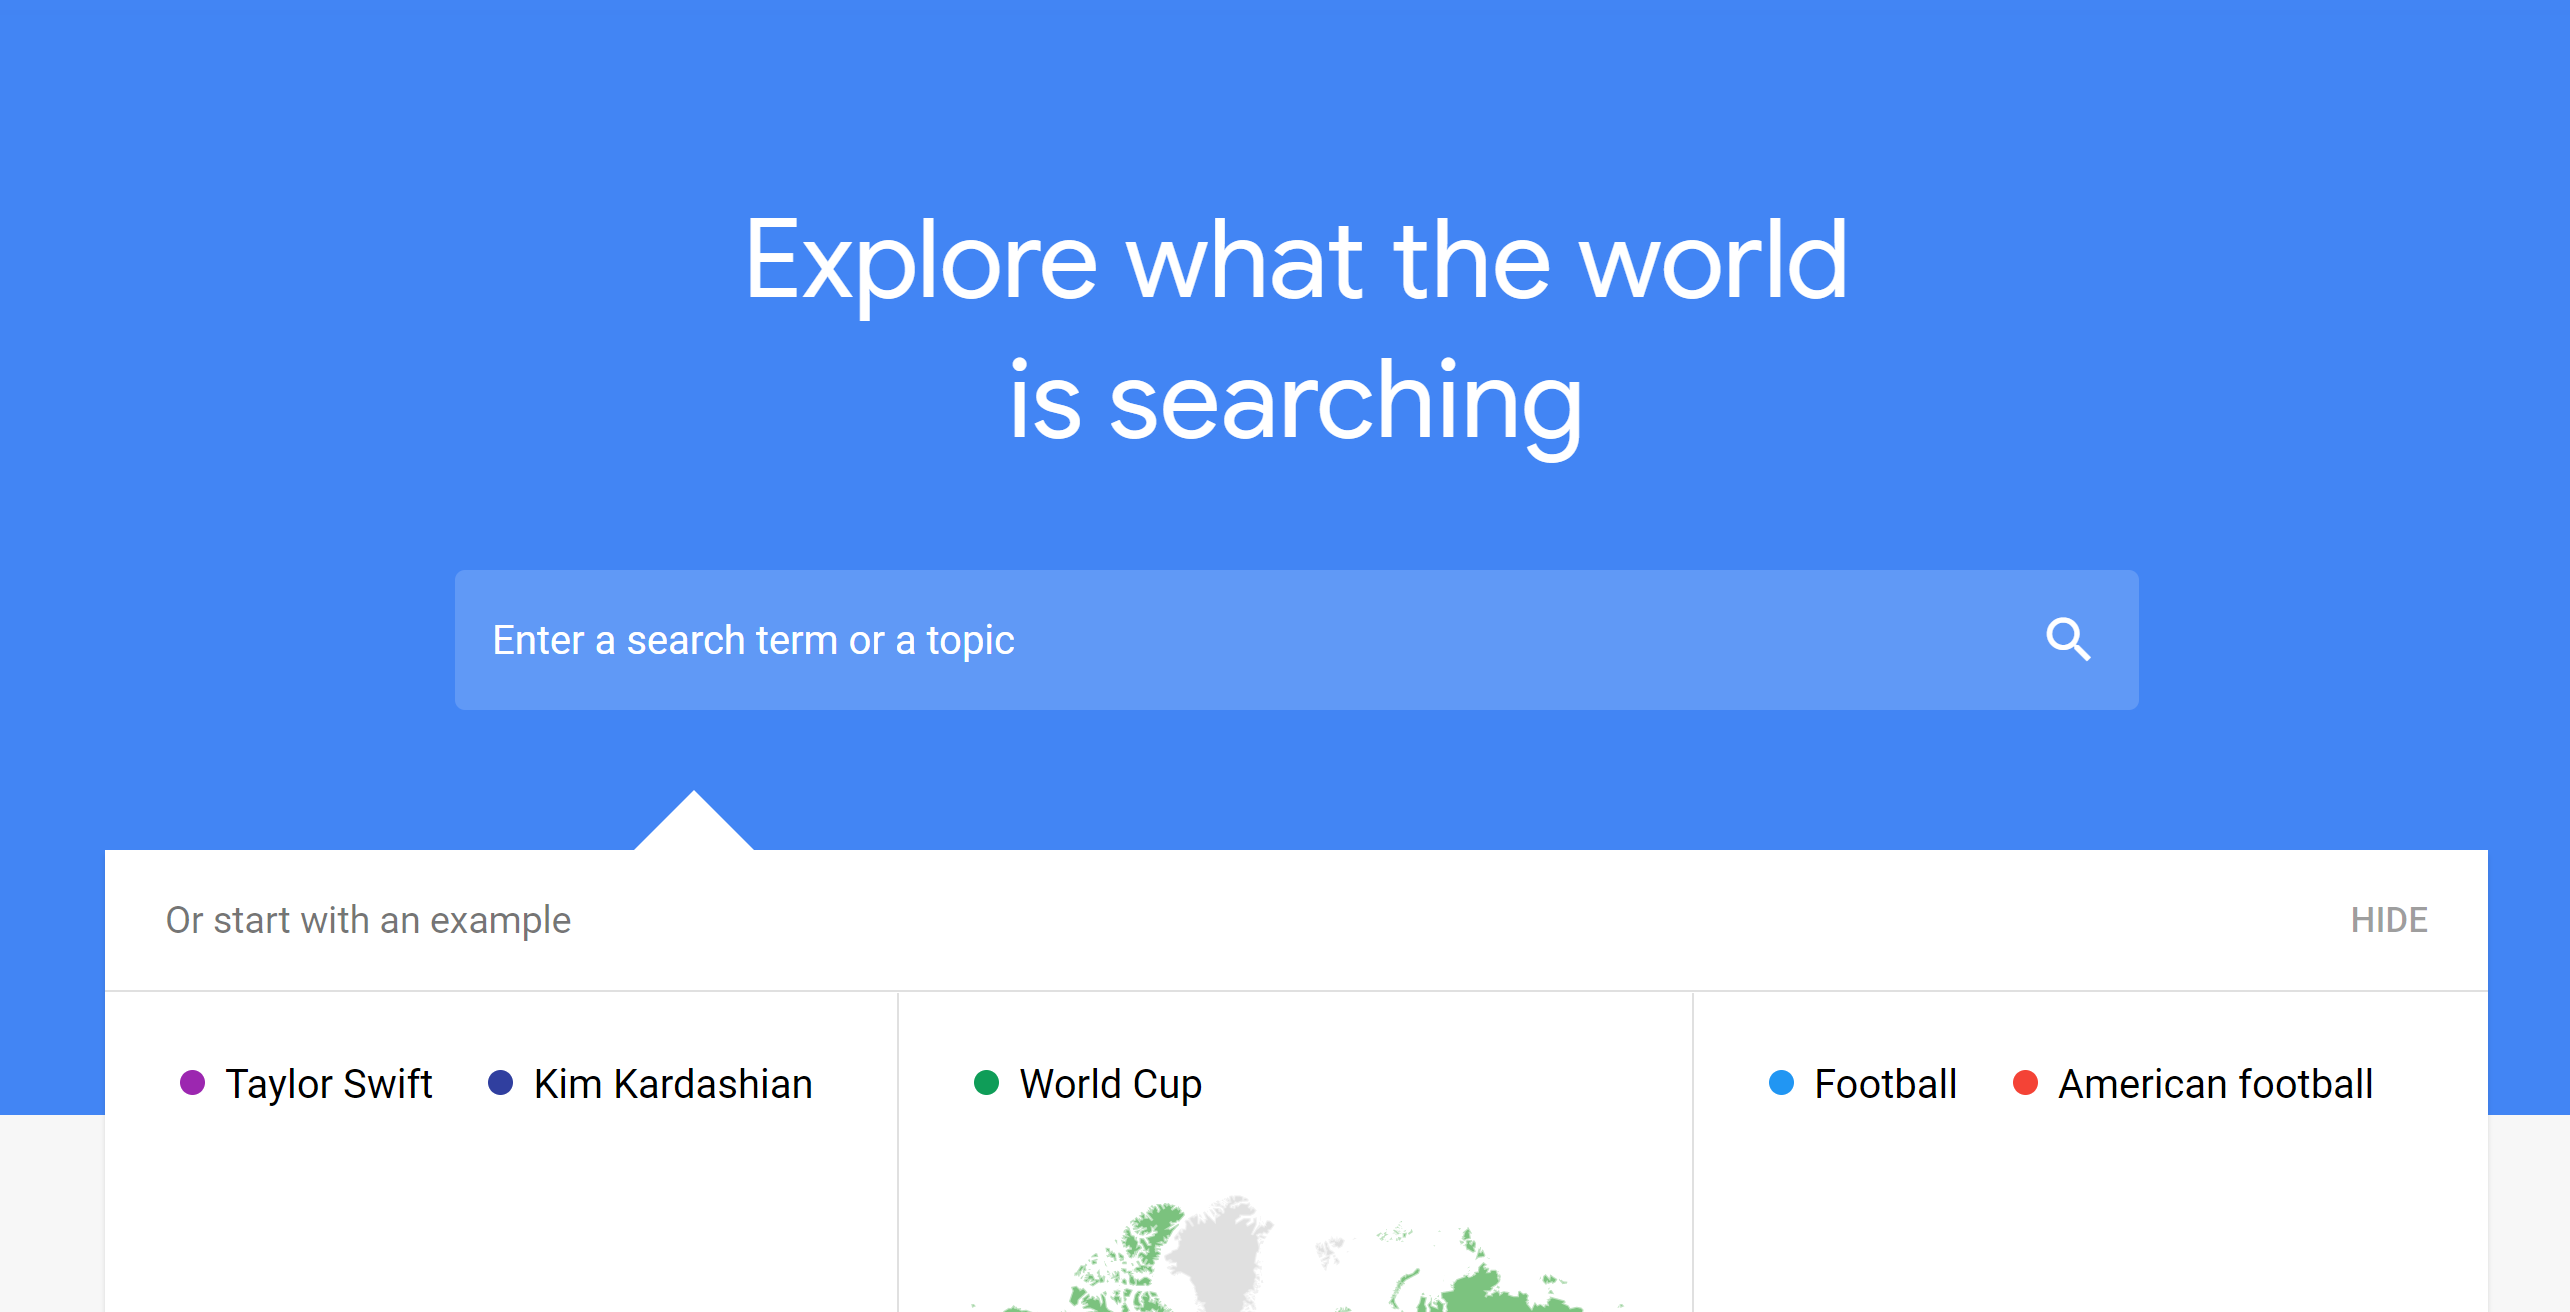 Explore what the world
is searching
Enter a search term or a topic
Or start with an example
HIDE
Taylor Swift
Kim Kardashian
World Cup
Football
American football